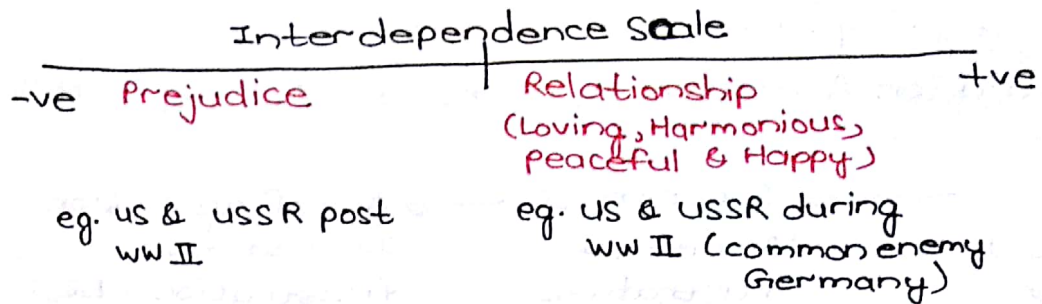 Interdependence Scale
-ve Prejudice
Relationship +ve
(Loving, Harmonious,
Peaceful & Happy)
eg. US & USSR post
WW II
eg. US & USSR during
WW II (common enemy
Germany)